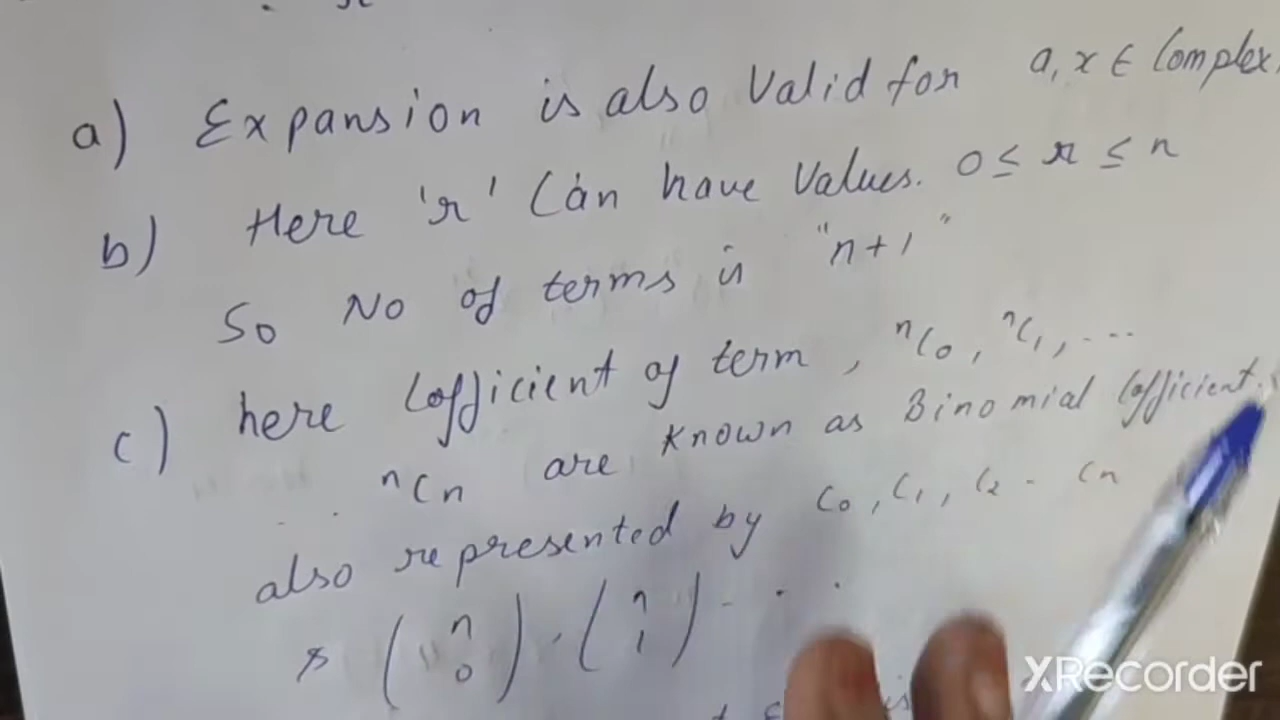 a) Expansion is also Valid for a, x ∈ Complex
b) Here 'r' Can have Values. 0 ≤ r ≤ n
So No of terms is "n+1"
c) here Cofficient of term, ⁿC₀, ⁿC₁, ...
ⁿCₙ are known as Binomial Cofficient.
also represented by C₀, C₁, C₂ - Cₙ
(n 0), (n 1) - . .
XRecorder